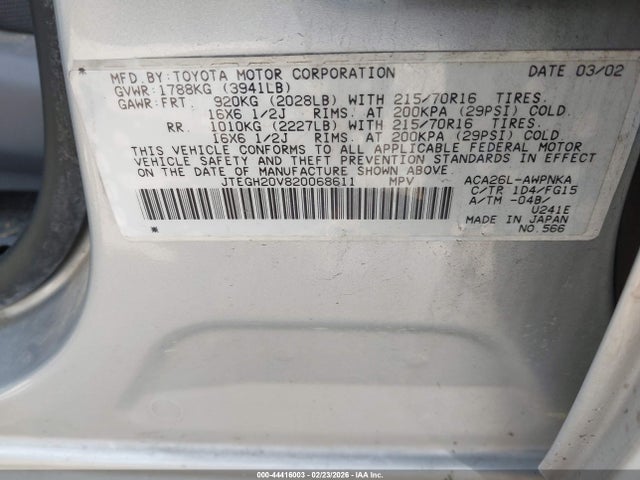 MFD.BY:TOYOTA MOTOR CORPORATION DATE 03/02
GVWR:1788KG (3941LB)
GAWR:FRT. 920KG (2028LB) WITH 215/70R16 TIRES.
16X6 1/2J RIMS. AT 200KPA (29PSI) COLD.
RR. 1010KG (2227LB) WITH 215/70R16 TIRES.
16X6 1/2J RIMS. AT 200KPA (29PSI) COLD.
THIS VEHICLE CONFORMS TO ALL APPLICABLE FEDERAL MOTOR
VEHICLE SAFETY AND THEFT PREVENTION STANDARDS IN EFFECT
ON THE DATE OF MANUFACTURE SHOWN ABOVE.
*JTEGH20V820068611* MPV ACA26L-AWPNKA
C/TR 1D4/FG15
A/TM -04B/
U241E
MADE IN JAPAN
NO.566
000-44416003 - 02/23/2026 - IAAI.COM